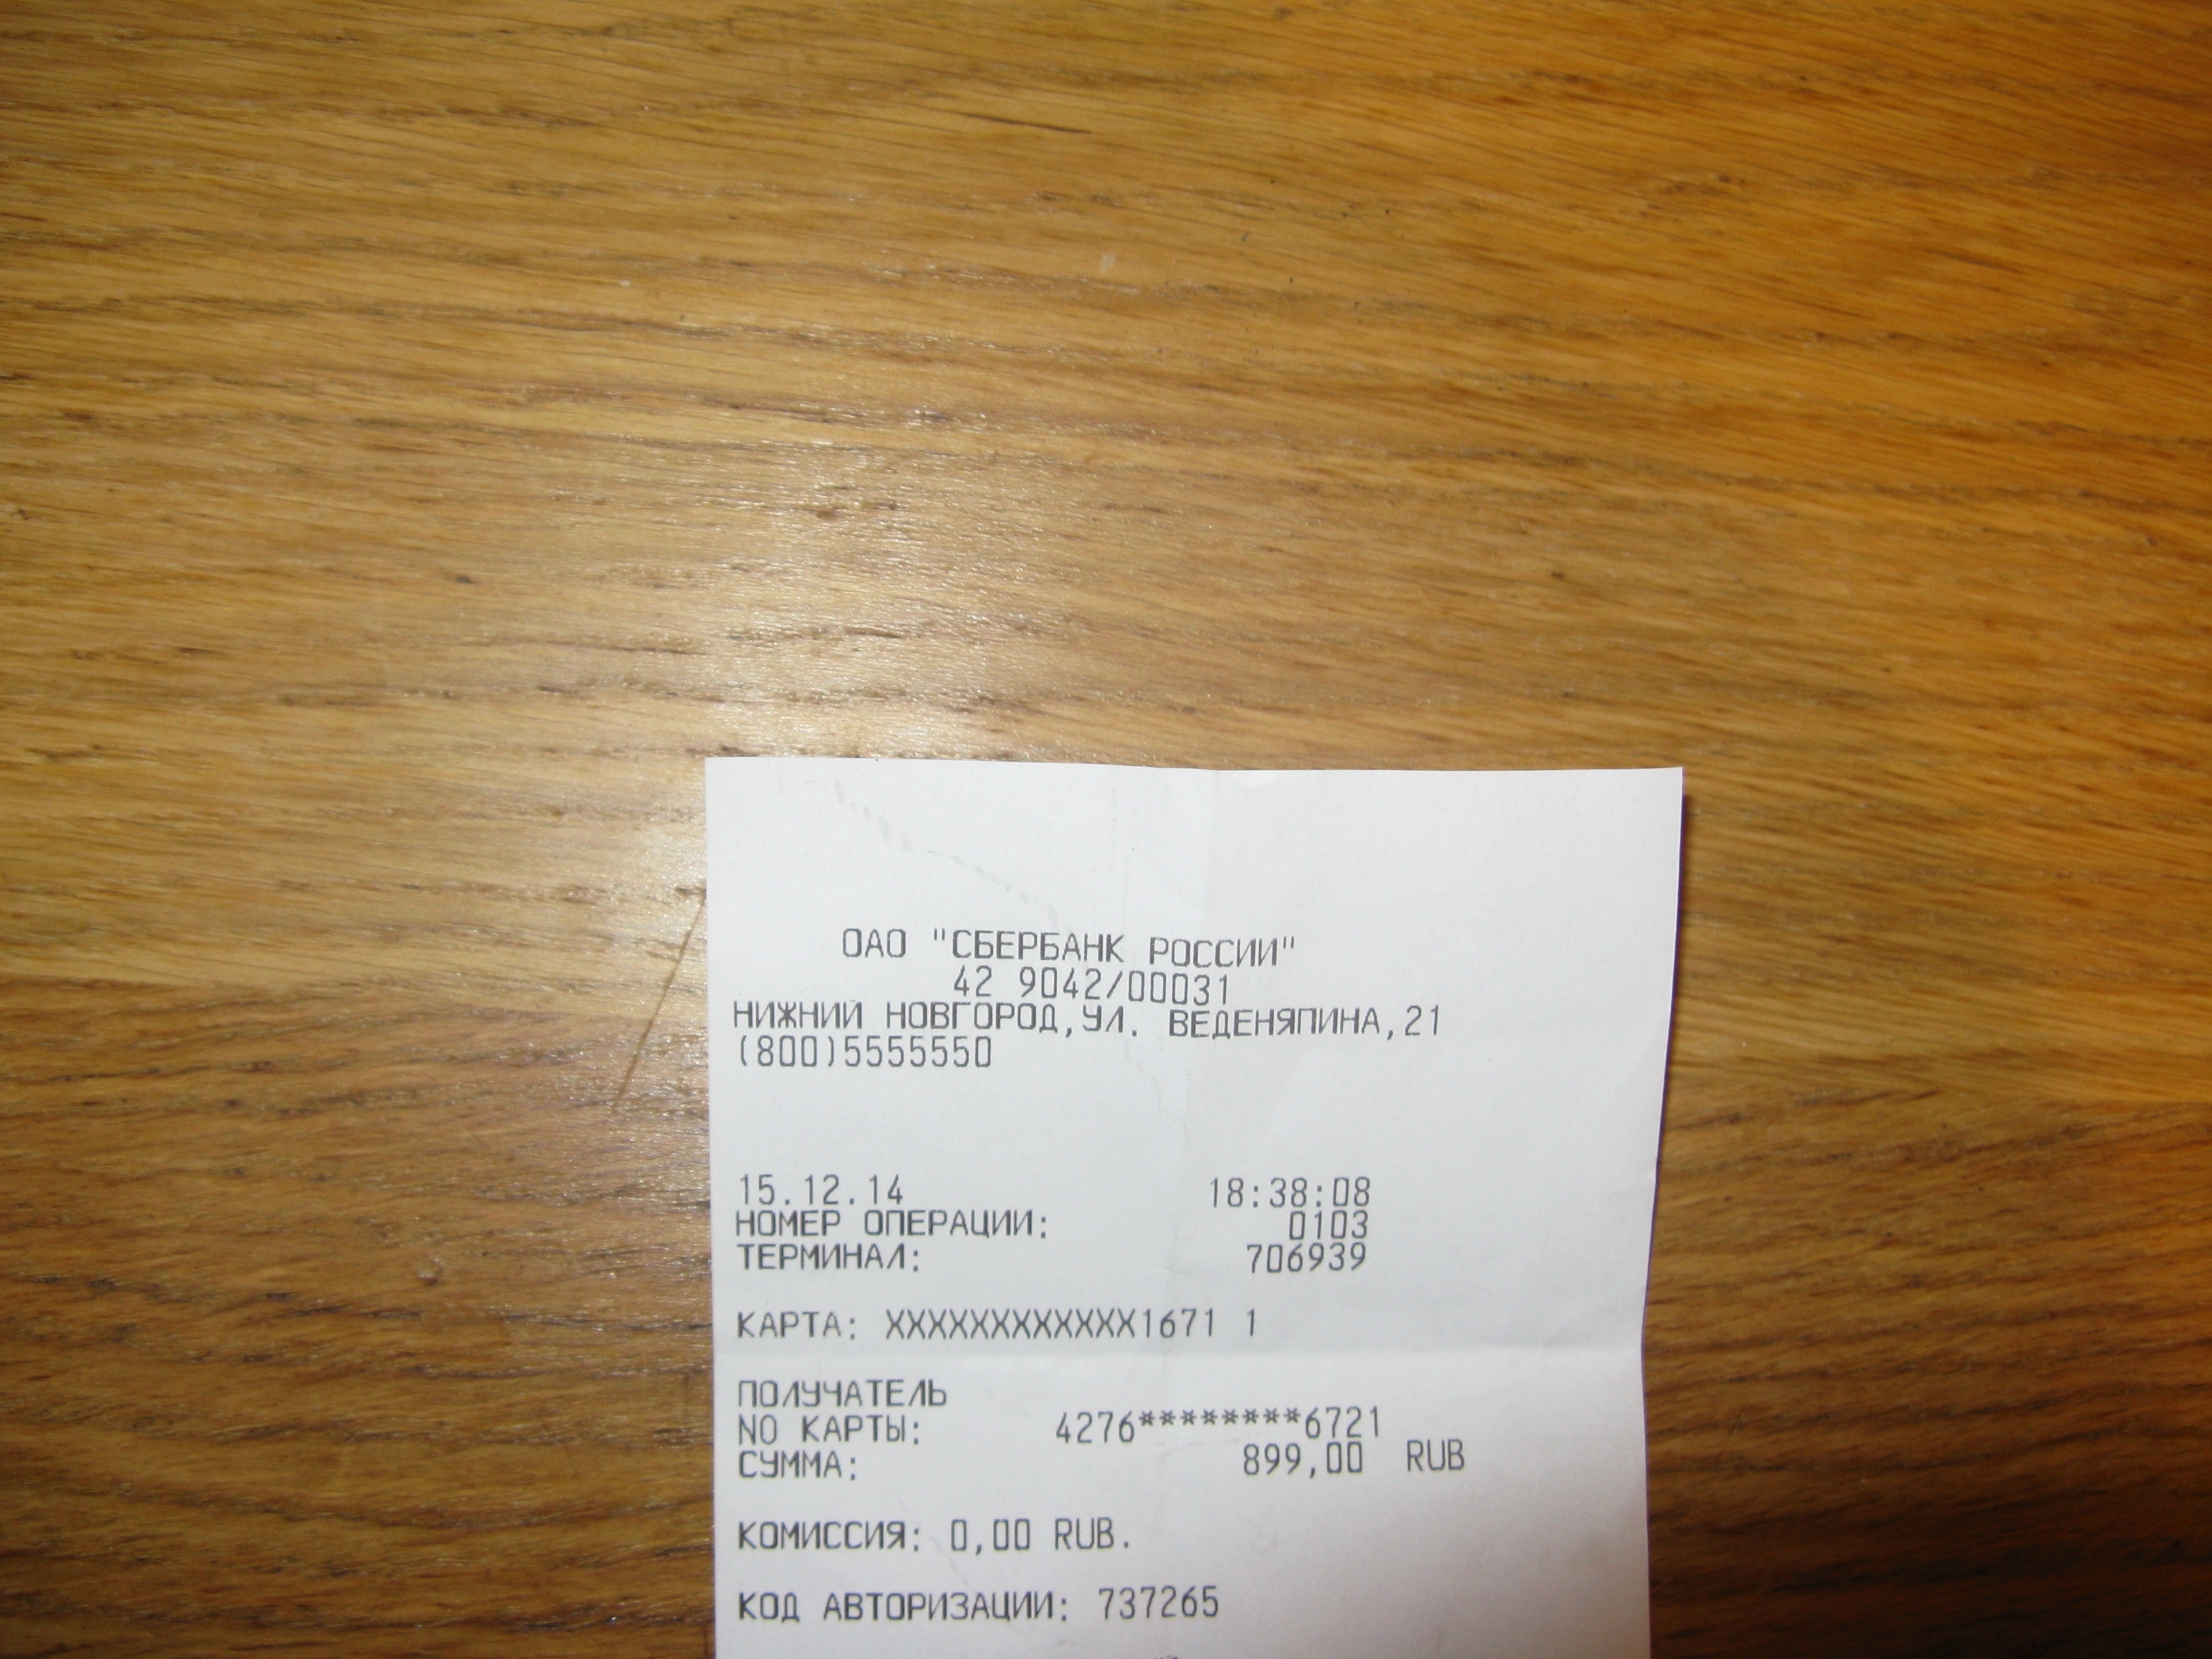 ОАО "СБЕРБАНК РОССИИ"
42 9042/00031
НИЖНИЙ НОВГОРОД,УЛ. ВЕДЕНЯПИНА,21
(800)5555550
15.12.14 18:38:08
НОМЕР ОПЕРАЦИИ: 0103
ТЕРМИНАЛ: 706939
КАРТА: XXXXXXXXXXXX1671 1
ПОЛУЧАТЕЛЬ
NO КАРТЫ: 4276********6721
СУММА: 899,00 RUB
КОМИССИЯ: 0,00 RUB.
КОД АВТОРИЗАЦИИ: 737265